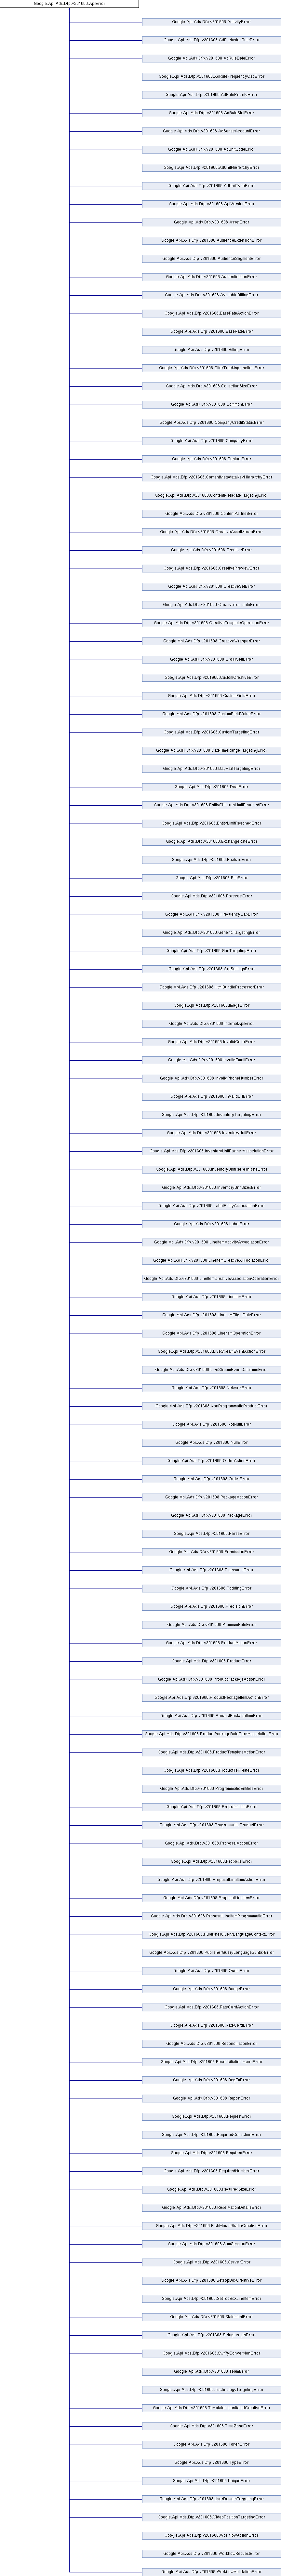 Google.Api.Ads.Dfp.v201608.ApiError
Google.Api.Ads.Dfp.v201608.ActivityError
Google.Api.Ads.Dfp.v201608.AdExclusionRuleError
Google.Api.Ads.Dfp.v201608.AdRuleDateError
Google.Api.Ads.Dfp.v201608.AdRuleFrequencyCapError
Google.Api.Ads.Dfp.v201608.AdRulePriorityError
Google.Api.Ads.Dfp.v201608.AdRuleSlotError
Google.Api.Ads.Dfp.v201608.AdSenseAccountError
Google.Api.Ads.Dfp.v201608.AdUnitCodeError
Google.Api.Ads.Dfp.v201608.AdUnitHierarchyError
Google.Api.Ads.Dfp.v201608.AdUnitTypeError
Google.Api.Ads.Dfp.v201608.ApiVersionError
Google.Api.Ads.Dfp.v201608.AssetError
Google.Api.Ads.Dfp.v201608.AudienceExtensionError
Google.Api.Ads.Dfp.v201608.AudienceSegmentError
Google.Api.Ads.Dfp.v201608.AuthenticationError
Google.Api.Ads.Dfp.v201608.AvailableBillingError
Google.Api.Ads.Dfp.v201608.BaseRateActionError
Google.Api.Ads.Dfp.v201608.BaseRateError
Google.Api.Ads.Dfp.v201608.BillingError
Google.Api.Ads.Dfp.v201608.ClickTrackingLineItemError
Google.Api.Ads.Dfp.v201608.CollectionSizeError
Google.Api.Ads.Dfp.v201608.CommonError
Google.Api.Ads.Dfp.v201608.CompanyCreditStatusError
Google.Api.Ads.Dfp.v201608.CompanyError
Google.Api.Ads.Dfp.v201608.ContactError
Google.Api.Ads.Dfp.v201608.ContentMetadataKeyHierarchyError
Google.Api.Ads.Dfp.v201608.ContentMetadataTargetingError
Google.Api.Ads.Dfp.v201608.ContentPartnerError
Google.Api.Ads.Dfp.v201608.CreativeAssetMacroError
Google.Api.Ads.Dfp.v201608.CreativeError
Google.Api.Ads.Dfp.v201608.CreativePreviewError
Google.Api.Ads.Dfp.v201608.CreativeSetError
Google.Api.Ads.Dfp.v201608.CreativeTemplateError
Google.Api.Ads.Dfp.v201608.CreativeTemplateOperationError
Google.Api.Ads.Dfp.v201608.CreativeWrapperError
Google.Api.Ads.Dfp.v201608.CrossSellError
Google.Api.Ads.Dfp.v201608.CustomCreativeError
Google.Api.Ads.Dfp.v201608.CustomFieldError
Google.Api.Ads.Dfp.v201608.CustomFieldValueError
Google.Api.Ads.Dfp.v201608.CustomTargetingError
Google.Api.Ads.Dfp.v201608.DateTimeRangeTargetingError
Google.Api.Ads.Dfp.v201608.DayPartTargetingError
Google.Api.Ads.Dfp.v201608.DealError
Google.Api.Ads.Dfp.v201608.EntityChildrenLimitReachedError
Google.Api.Ads.Dfp.v201608.EntityLimitReachedError
Google.Api.Ads.Dfp.v201608.ExchangeRateError
Google.Api.Ads.Dfp.v201608.FeatureError
Google.Api.Ads.Dfp.v201608.FileError
Google.Api.Ads.Dfp.v201608.ForecastError
Google.Api.Ads.Dfp.v201608.FrequencyCapError
Google.Api.Ads.Dfp.v201608.GenericTargetingError
Google.Api.Ads.Dfp.v201608.GeoTargetingError
Google.Api.Ads.Dfp.v201608.GrpSettingsError
Google.Api.Ads.Dfp.v201608.HtmlBundleProcessorError
Google.Api.Ads.Dfp.v201608.ImageError
Google.Api.Ads.Dfp.v201608.InternalApiError
Google.Api.Ads.Dfp.v201608.InvalidColorError
Google.Api.Ads.Dfp.v201608.InvalidEmailError
Google.Api.Ads.Dfp.v201608.InvalidPhoneNumberError
Google.Api.Ads.Dfp.v201608.InvalidUrlError
Google.Api.Ads.Dfp.v201608.InventoryTargetingError
Google.Api.Ads.Dfp.v201608.InventoryUnitError
Google.Api.Ads.Dfp.v201608.InventoryUnitPartnerAssociationError
Google.Api.Ads.Dfp.v201608.InventoryUnitRefreshRateError
Google.Api.Ads.Dfp.v201608.InventoryUnitSizesError
Google.Api.Ads.Dfp.v201608.LabelEntityAssociationError
Google.Api.Ads.Dfp.v201608.LabelError
Google.Api.Ads.Dfp.v201608.LineItemActivityAssociationError
Google.Api.Ads.Dfp.v201608.LineItemCreativeAssociationError
Google.Api.Ads.Dfp.v201608.LineItemCreativeAssociationOperationError
Google.Api.Ads.Dfp.v201608.LineItemError
Google.Api.Ads.Dfp.v201608.LineItemFlightDateError
Google.Api.Ads.Dfp.v201608.LineItemOperationError
Google.Api.Ads.Dfp.v201608.LiveStreamEventActionError
Google.Api.Ads.Dfp.v201608.LiveStreamEventDateTimeError
Google.Api.Ads.Dfp.v201608.NetworkError
Google.Api.Ads.Dfp.v201608.NonProgrammaticProductError
Google.Api.Ads.Dfp.v201608.NotNullError
Google.Api.Ads.Dfp.v201608.NullError
Google.Api.Ads.Dfp.v201608.OrderActionError
Google.Api.Ads.Dfp.v201608.OrderError
Google.Api.Ads.Dfp.v201608.PackageActionError
Google.Api.Ads.Dfp.v201608.PackageError
Google.Api.Ads.Dfp.v201608.ParseError
Google.Api.Ads.Dfp.v201608.PermissionError
Google.Api.Ads.Dfp.v201608.PlacementError
Google.Api.Ads.Dfp.v201608.PoddingError
Google.Api.Ads.Dfp.v201608.PrecisionError
Google.Api.Ads.Dfp.v201608.PremiumRateError
Google.Api.Ads.Dfp.v201608.ProductActionError
Google.Api.Ads.Dfp.v201608.ProductError
Google.Api.Ads.Dfp.v201608.ProductPackageActionError
Google.Api.Ads.Dfp.v201608.ProductPackageItemActionError
Google.Api.Ads.Dfp.v201608.ProductPackageItemError
Google.Api.Ads.Dfp.v201608.ProductPackageRateCardAssociationError
Google.Api.Ads.Dfp.v201608.ProductTemplateActionError
Google.Api.Ads.Dfp.v201608.ProductTemplateError
Google.Api.Ads.Dfp.v201608.ProgrammaticEntitiesError
Google.Api.Ads.Dfp.v201608.ProgrammaticError
Google.Api.Ads.Dfp.v201608.ProgrammaticProductError
Google.Api.Ads.Dfp.v201608.ProposalActionError
Google.Api.Ads.Dfp.v201608.ProposalError
Google.Api.Ads.Dfp.v201608.ProposalLineItemActionError
Google.Api.Ads.Dfp.v201608.ProposalLineItemError
Google.Api.Ads.Dfp.v201608.ProposalLineItemProgrammaticError
Google.Api.Ads.Dfp.v201608.PublisherQueryLanguageContextError
Google.Api.Ads.Dfp.v201608.PublisherQueryLanguageSyntaxError
Google.Api.Ads.Dfp.v201608.QuotaError
Google.Api.Ads.Dfp.v201608.RangeError
Google.Api.Ads.Dfp.v201608.RateCardActionError
Google.Api.Ads.Dfp.v201608.RateCardError
Google.Api.Ads.Dfp.v201608.ReconciliationError
Google.Api.Ads.Dfp.v201608.ReconciliationImportError
Google.Api.Ads.Dfp.v201608.RegExError
Google.Api.Ads.Dfp.v201608.ReportError
Google.Api.Ads.Dfp.v201608.RequestError
Google.Api.Ads.Dfp.v201608.RequiredCollectionError
Google.Api.Ads.Dfp.v201608.RequiredError
Google.Api.Ads.Dfp.v201608.RequiredNumberError
Google.Api.Ads.Dfp.v201608.RequiredSizeError
Google.Api.Ads.Dfp.v201608.ReservationDetailsError
Google.Api.Ads.Dfp.v201608.RichMediaStudioCreativeError
Google.Api.Ads.Dfp.v201608.SamSessionError
Google.Api.Ads.Dfp.v201608.ServerError
Google.Api.Ads.Dfp.v201608.SetTopBoxCreativeError
Google.Api.Ads.Dfp.v201608.SetTopBoxLineItemError
Google.Api.Ads.Dfp.v201608.StatementError
Google.Api.Ads.Dfp.v201608.StringLengthError
Google.Api.Ads.Dfp.v201608.SwiffyConversionError
Google.Api.Ads.Dfp.v201608.TeamError
Google.Api.Ads.Dfp.v201608.TechnologyTargetingError
Google.Api.Ads.Dfp.v201608.TemplateInstantiatedCreativeError
Google.Api.Ads.Dfp.v201608.TimeZoneError
Google.Api.Ads.Dfp.v201608.TokenError
Google.Api.Ads.Dfp.v201608.TypeError
Google.Api.Ads.Dfp.v201608.UniqueError
Google.Api.Ads.Dfp.v201608.UserDomainTargetingError
Google.Api.Ads.Dfp.v201608.VideoPositionTargetingError
Google.Api.Ads.Dfp.v201608.WorkflowActionError
Google.Api.Ads.Dfp.v201608.WorkflowRequestError
Google.Api.Ads.Dfp.v201608.WorkflowValidationError